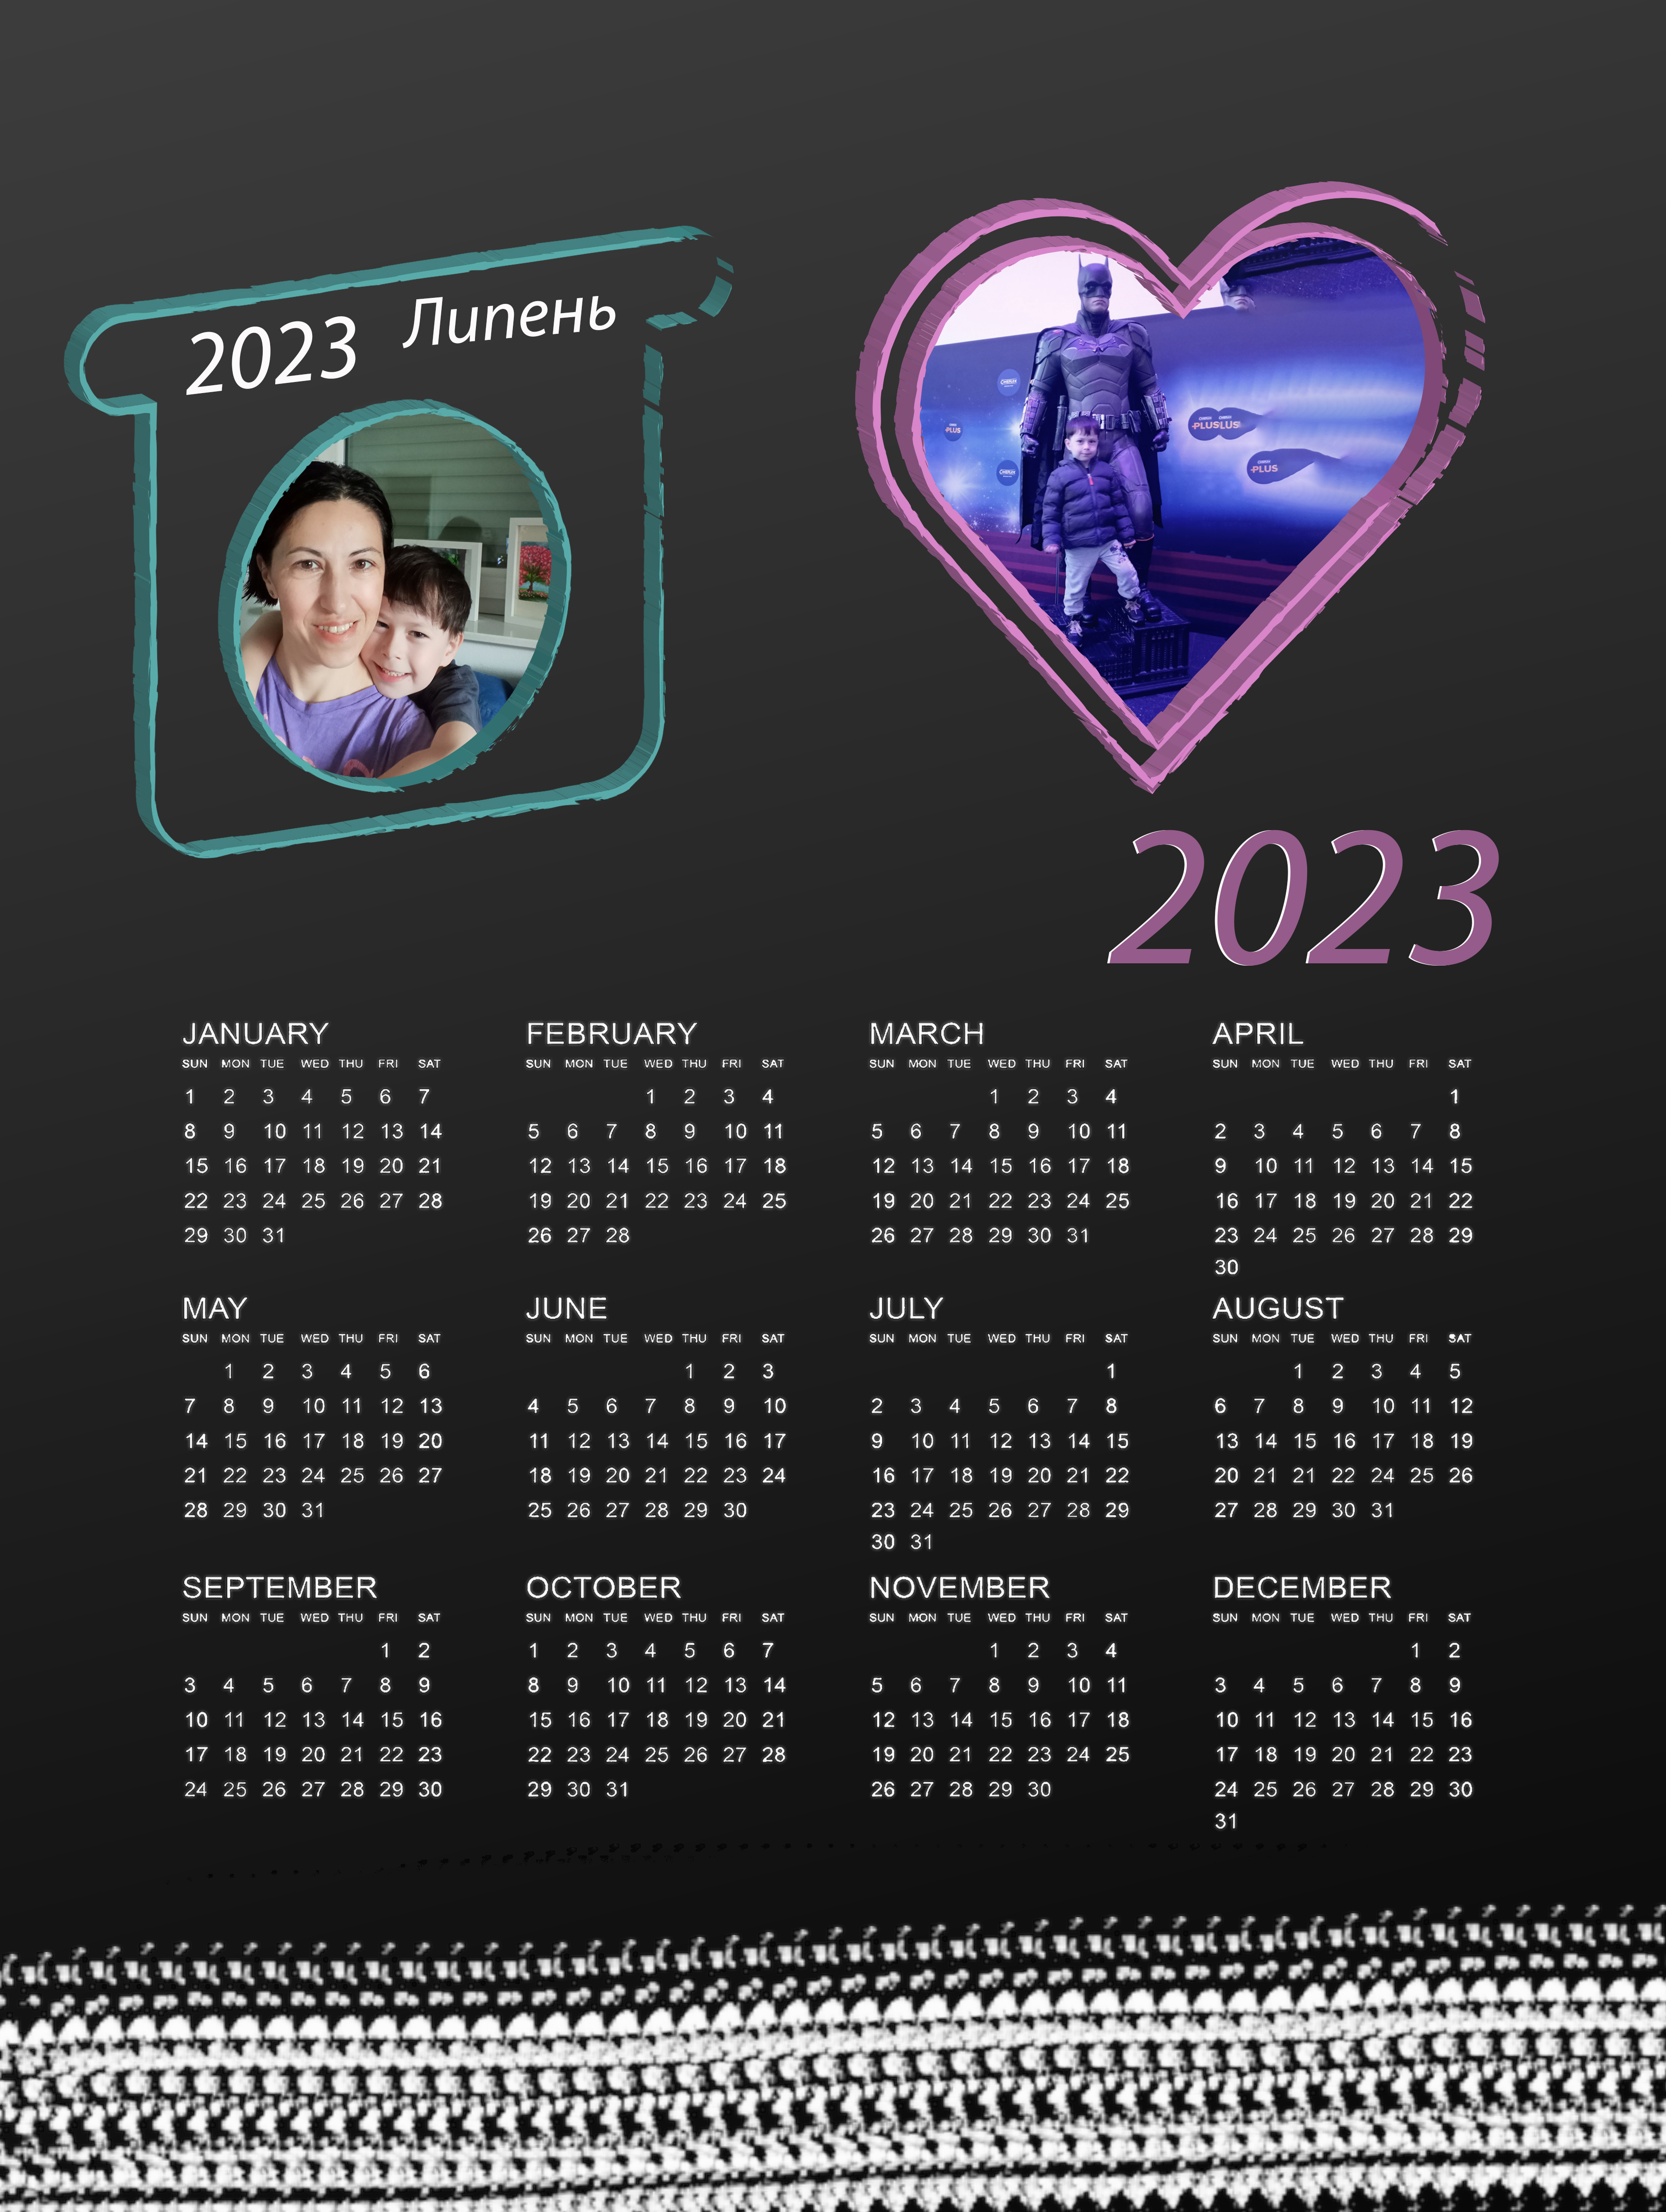 2023 Липень
CINEMA
PLUS
PLUSLUS
PLUS
2023
JANUARY
SUN MON TUE WED THU FRI SAT
1 2 3 4 5 6 7
8 9 10 11 12 13 14
15 16 17 18 19 20 21
22 23 24 25 26 27 28
29 30 31
FEBRUARY
SUN MON TUE WED THU FRI SAT
1 2 3 4
5 6 7 8 9 10 11
12 13 14 15 16 17 18
19 20 21 22 23 24 25
26 27 28
MARCH
SUN MON TUE WED THU FRI SAT
1 2 3 4
5 6 7 8 9 10 11
12 13 14 15 16 17 18
19 20 21 22 23 24 25
26 27 28 29 30 31
APRIL
SUN MON TUE WED THU FRI SAT
1
2 3 4 5 6 7 8
9 10 11 12 13 14 15
16 17 18 19 20 21 22
23 24 25 26 27 28 29
30
MAY
SUN MON TUE WED THU FRI SAT
1 2 3 4 5 6
7 8 9 10 11 12 13
14 15 16 17 18 19 20
21 22 23 24 25 26 27
28 29 30 31
JUNE
SUN MON TUE WED THU FRI SAT
1 2 3
4 5 6 7 8 9 10
11 12 13 14 15 16 17
18 19 20 21 22 23 24
25 26 27 28 29 30
JULY
SUN MON TUE WED THU FRI SAT
1
2 3 4 5 6 7 8
9 10 11 12 13 14 15
16 17 18 19 20 21 22
23 24 25 26 27 28 29
30 31
AUGUST
SUN MON TUE WED THU FRI SAT
1 2 3 4 5
6 7 8 9 10 11 12
13 14 15 16 17 18 19
20 21 21 22 24 25 26
27 28 29 30 31
SEPTEMBER
SUN MON TUE WED THU FRI SAT
1 2
3 4 5 6 7 8 9
10 11 12 13 14 15 16
17 18 19 20 21 22 23
24 25 26 27 28 29 30
OCTOBER
SUN MON TUE WED THU FRI SAT
1 2 3 4 5 6 7
8 9 10 11 12 13 14
15 16 17 18 19 20 21
22 23 24 25 26 27 28
29 30 31
NOVEMBER
SUN MON TUE WED THU FRI SAT
1 2 3 4
5 6 7 8 9 10 11
12 13 14 15 16 17 18
19 20 21 22 23 24 25
26 27 28 29 30
DECEMBER
SUN MON TUE WED THU FRI SAT
1 2
3 4 5 6 7 8 9
10 11 12 13 14 15 16
17 18 19 20 21 22 23
24 25 26 27 28 29 30
31